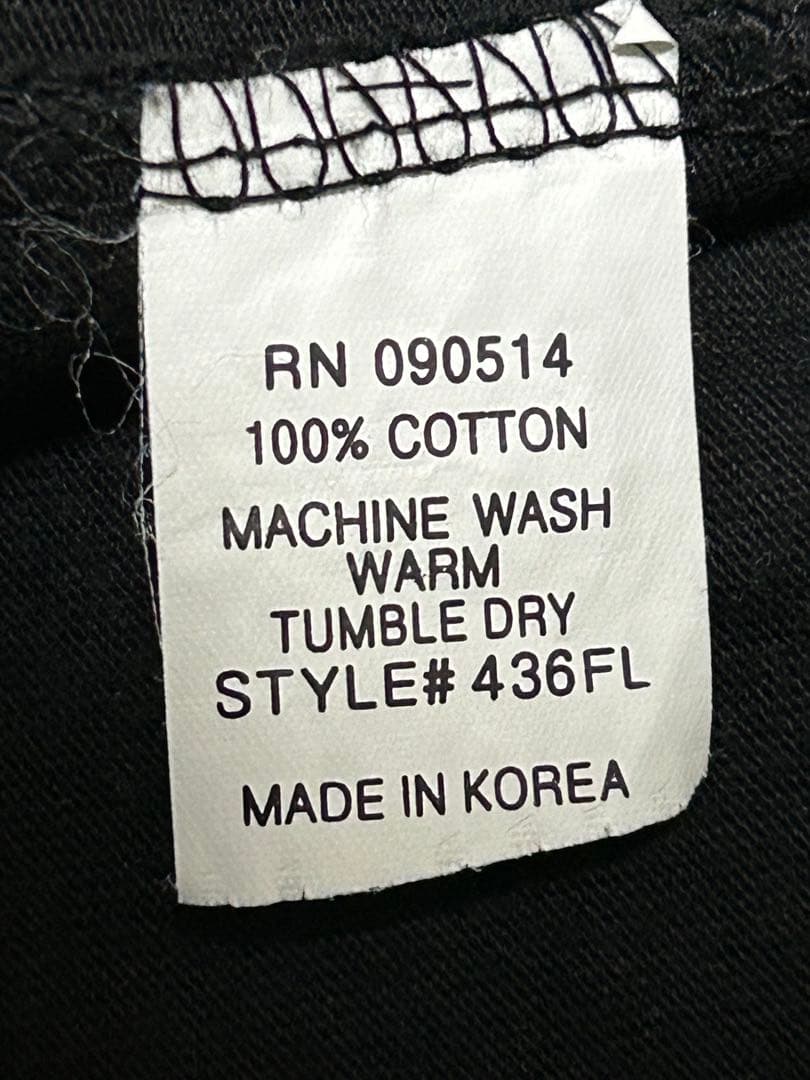 RN 090514
100% COTTON
MACHINE WASH
WARM
TUMBLE DRY
STYLE# 436FL
MADE IN KOREA